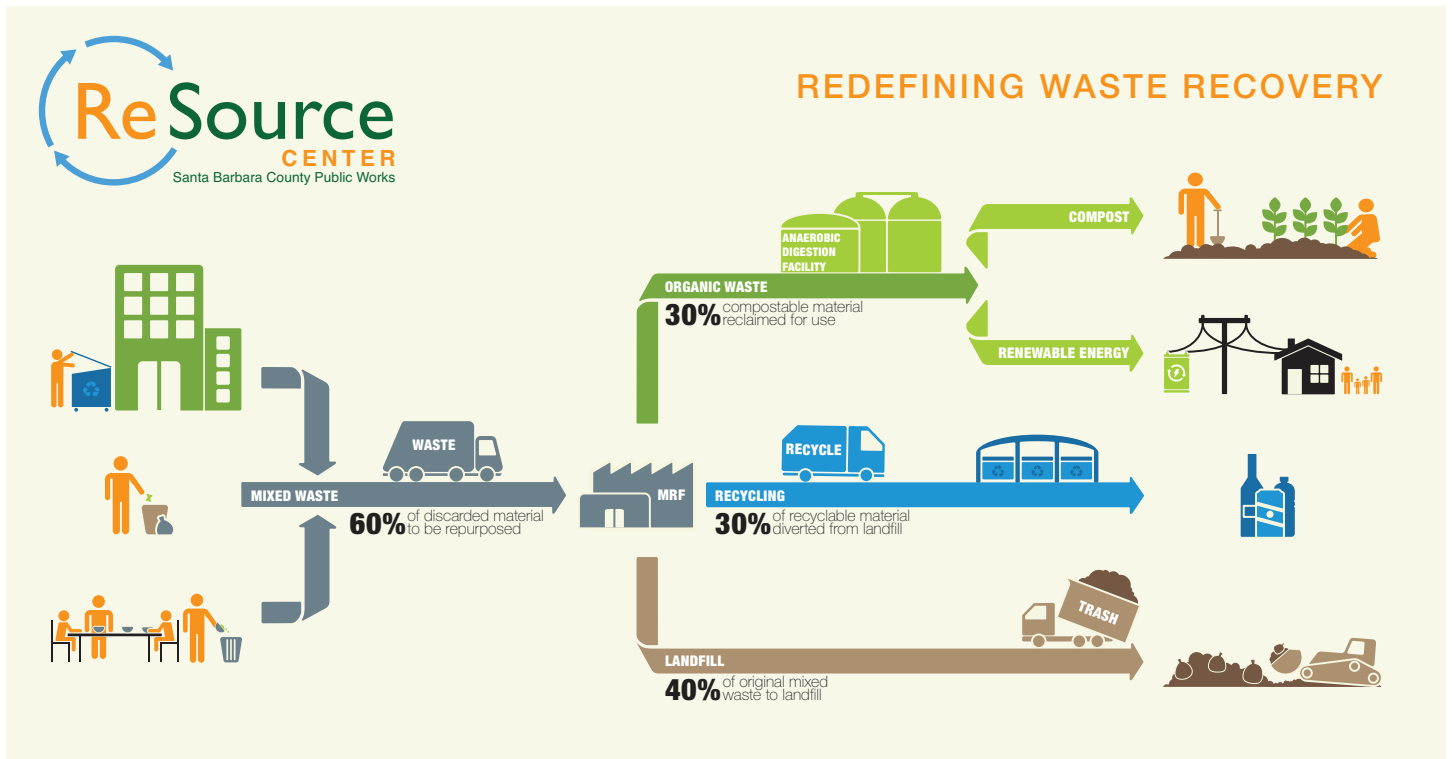 ReSource
CENTER
Santa Barbara County Public Works
REDEFINING WASTE RECOVERY
ANAEROBIC
DIGESTION
FACILITY
COMPOST
ORGANIC WASTE
30% compostable material
reclaimed for use
RENEWABLE ENERGY
WASTE
MIXED WASTE
60% of discarded material
to be repurposed
MRF
RECYCLE
RECYCLING
30% of recyclable material
diverted from landfill
TRASH
LANDFILL
40% of original mixed
waste to landfill